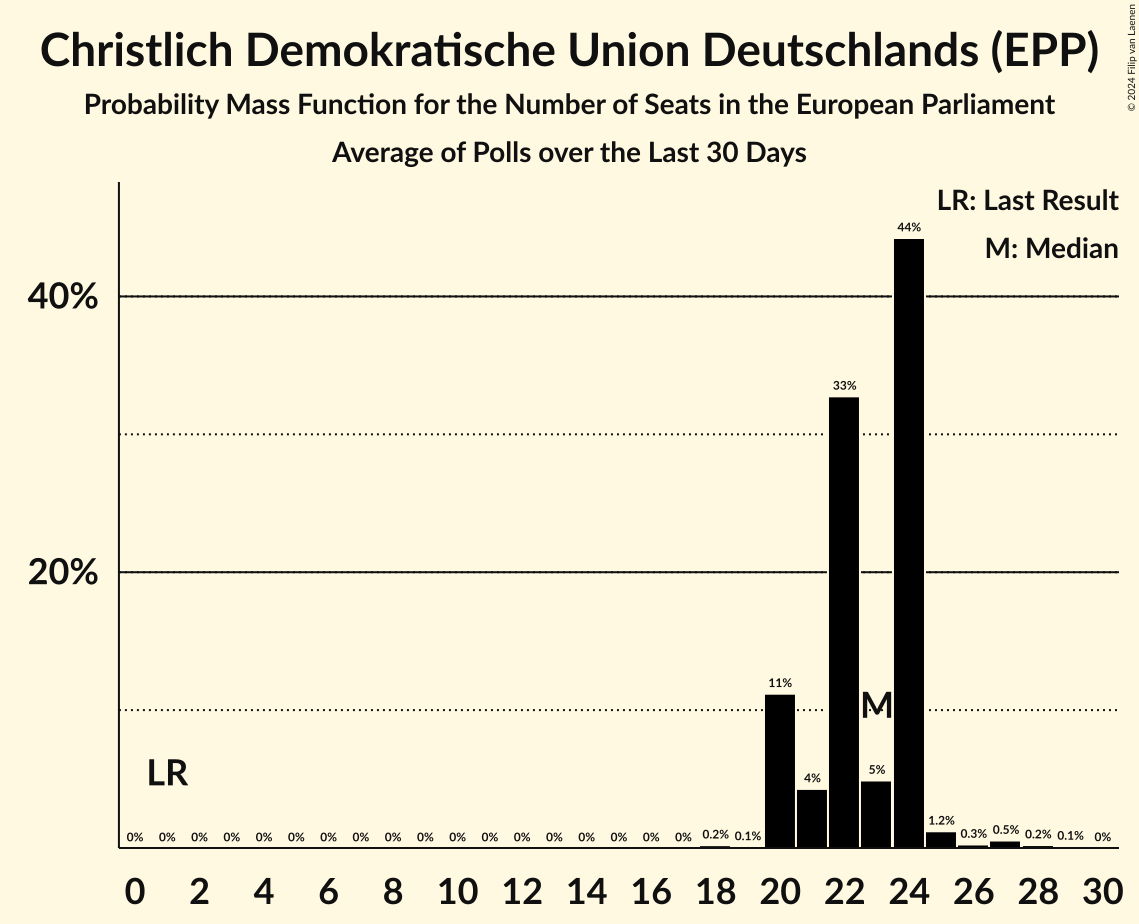 Christlich Demokratische Union Deutschlands (EPP)
Probability Mass Function for the Number of Seats in the European Parliament
Average of Polls over the Last 30 Days
© 2024 Filip van Laenen
LR: Last Result
M: Median
40%
20%
44%
33%
11%
M
4%
5%
LR
0% 0% 0% 0% 0% 0% 0% 0% 0% 0% 0% 0% 0% 0% 0% 0% 0% 0% 0.2% 0.1% 1.2% 0.3% 0.5% 0.2% 0.1% 0%
0 2 4 6 8 10 12 14 16 18 20 22 24 26 28 30